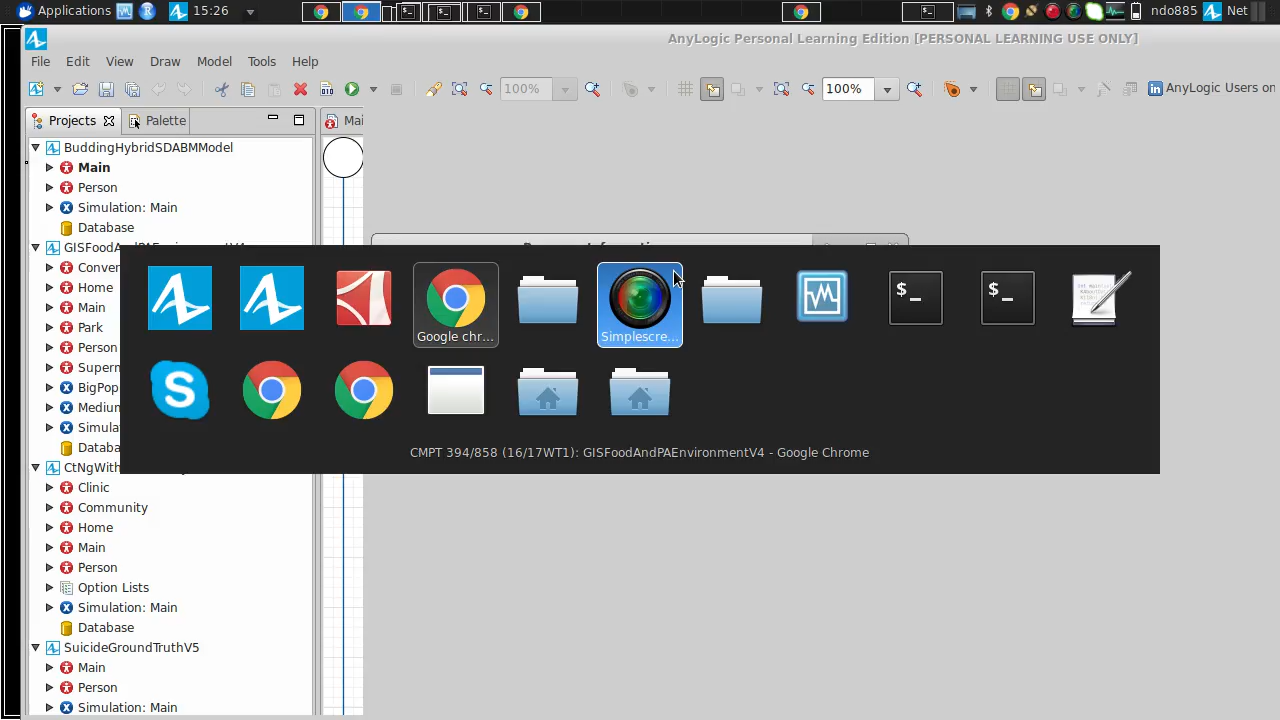 Applications 15:26 ndo885 Net
AnyLogic Personal Learning Edition [PERSONAL LEARNING USE ONLY]
File Edit View Draw Model Tools Help
100% 100% AnyLogic Users on
Projects Palette Mai
BuddingHybridSDABMModel
Main
Person
Simulation: Main
Database
Conver
Home
Main
Park
Person
Superm
BigPop
Medium
Simula
Databa
CtNgWith
Clinic
Community
Home
Main
Person
Option Lists
Simulation: Main
Database
SuicideGroundTruthV5
Main
Person
Simulation: Main
$_ $_
Google chr... Simplescre...
S
CMPT 394/858 (16/17WT1): GISFoodAndPAEnvironmentV4 - Google Chrome